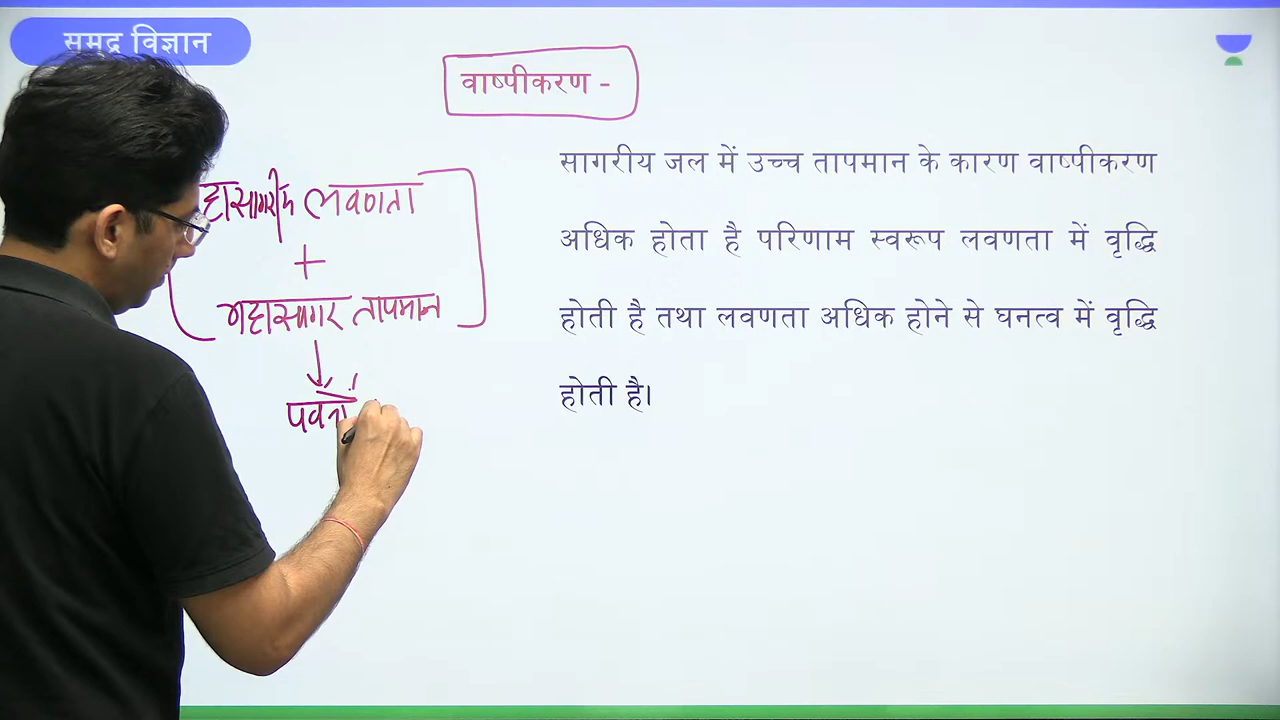 समुद्र विज्ञान
वाष्पीकरण -
सागरीय जल में उच्च तापमान के कारण वाष्पीकरण
अधिक होता है परिणाम स्वरूप लवणता में वृद्धि
होती है तथा लवणता अधिक होने से घनत्व में वृद्धि
होती है।
लवणता
+
महासागर तापमान